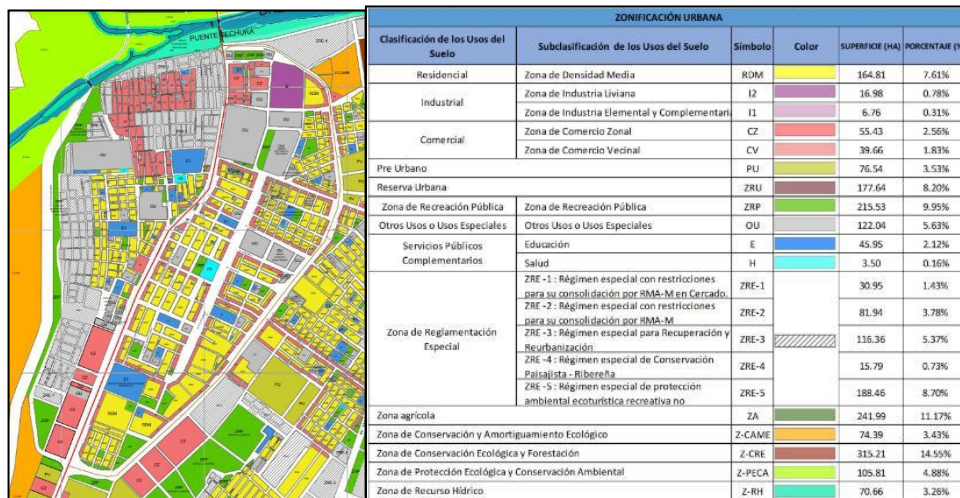 PUENTE SECHURA
ZONIFICACIÓN URBANA
Clasificación de los Usos del Suelo Subclasificación de los Usos del Suelo Símbolo Color SUPERFICIE (HA) PORCENTAJE (%
Residencial Zona de Densidad Media RDM 164.81 7.61%
Industrial Zona de Industria Liviana I2 16.98 0.78%
Zona de Industria Elemental y Complementaria I1 6.76 0.31%
Comercial Zona de Comercio Zonal CZ 55.43 2.56%
Zona de Comercio Vecinal CV 39.66 1.83%
Pre Urbano PU 76.54 3.53%
Reserva Urbana ZRU 177.64 8.20%
Zona de Recreación Pública Zona de Recreación Pública ZRP 215.53 9.95%
Otros Usos o Usos Especiales Otros Usos o Usos Especiales OU 122.04 5.63%
Servicios Públicos Complementarios Educación E 45.95 2.12%
Salud H 3.50 0.16%
Zona de Reglamentación Especial
ZRE -1 : Régimen especial con restricciones
para su consolidación por RMA-M en Cercado. ZRE-1 30.95 1.43%
ZRE -2 : Régimen especial con restricciones
para su consolidación por RMA-M ZRE-2 81.94 3.78%
ZRE -3 : Régimen especial para Recuperación y
Reurbanización ZRE-3 116.36 5.37%
ZRE -4 : Régimen especial de Conservación
Paisajista - Ribereña ZRE-4 15.79 0.73%
ZRE -5 : Régimen especial de protección
ambiental ecoturística recreativa no ZRE-5 188.46 8.70%
Zona agrícola ZA 241.99 11.17%
Zona de Conservación y Amortiguamiento Ecológico Z-CAME 74.39 3.43%
Zona de Conservación Ecológica y Forestación Z-CRE 315.21 14.55%
Zona de Protección Ecológica y Conservación Ambiental Z-PECA 105.81 4.88%
Zona de Recurso Hídrico Z-RH 70.66 3.26%